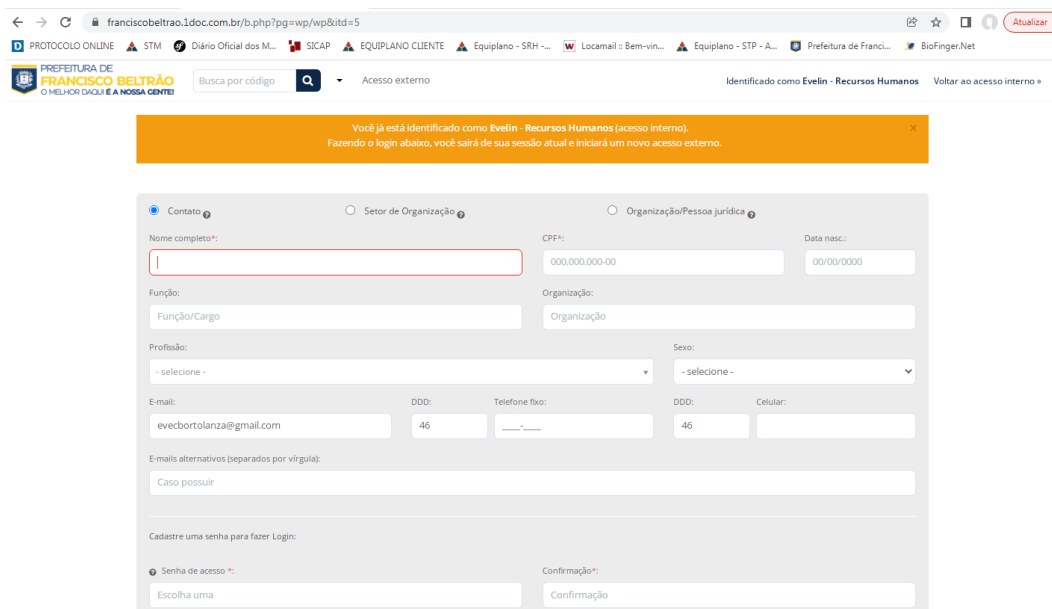 franciscobeltrao.1doc.com.br/b.php?pg=wp/wp&itd=5
Atualizar
PROTOCOLO ONLINE STM Diário Oficial dos M... SICAP EQUIPLANO CLIENTE Equiplano - SRH -... Locamail :: Bem-vin... Equiplano - STP - A... Prefeitura de Franci... BioFinger.Net
PREFEITURA DE
FRANCISCO BELTRÃO
O MELHOR DAQUI É A NOSSA GENTE!
Busca por código
Acesso externo
Identificado como Evelin - Recursos Humanos Voltar ao acesso interno »
Você já está identificado como Evelin - Recursos Humanos (acesso interno). ×
Fazendo o login abaixo, você sairá de sua sessão atual e iniciará um novo acesso externo.
Contato Setor de Organização Organização/Pessoa jurídica
Nome completo*: CPF*: Data nasc.:
000.000.000-00 00/00/0000
Função: Organização:
Função/Cargo Organização
Profissão: Sexo:
- selecione - - selecione -
E-mail: DDD: Telefone fixo: DDD: Celular:
evecbortolanza@gmail.com 46 ____-____ 46
E-mails alternativos (separados por vírgula):
Caso possuir
Cadastre uma senha para fazer Login:
Senha de acesso *: Confirmação*:
Escolha uma Confirmação